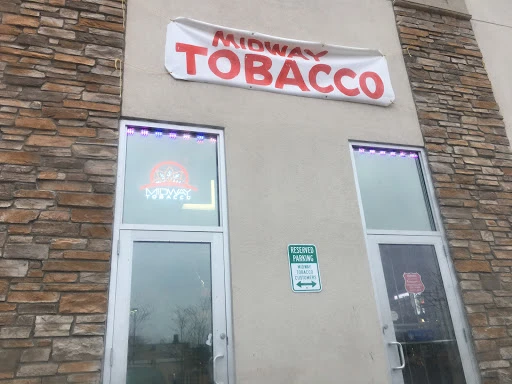 MIDWAY
TOBACCO
MIDWAY
TOBACCO
RESERVED
PARKING
MIDWAY
TOBACCO
CUSTOMERS